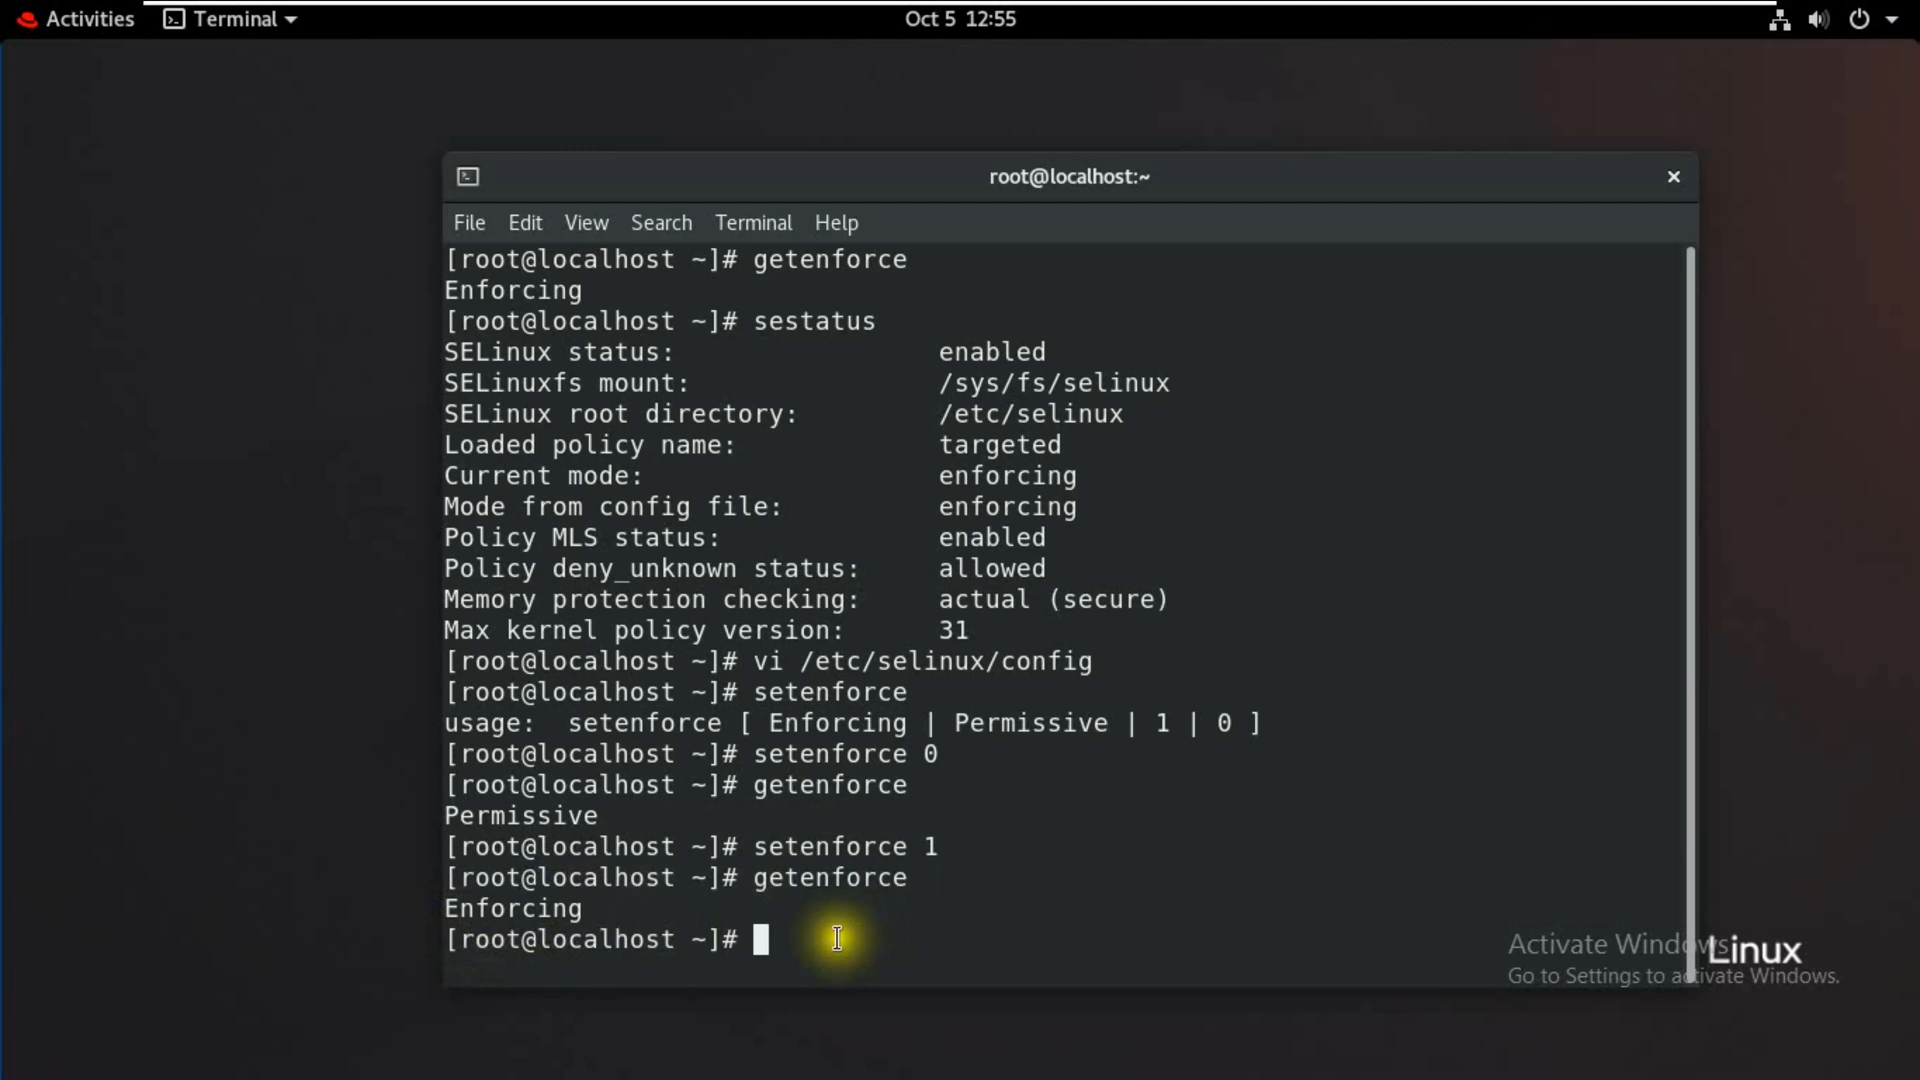 Activities Terminal Oct 5 12:55
root@localhost:~
File Edit View Search Terminal Help
[root@localhost ~]# getenforce
Enforcing
[root@localhost ~]# sestatus
SELinux status: enabled
SELinuxfs mount: /sys/fs/selinux
SELinux root directory: /etc/selinux
Loaded policy name: targeted
Current mode: enforcing
Mode from config file: enforcing
Policy MLS status: enabled
Policy deny_unknown status: allowed
Memory protection checking: actual (secure)
Max kernel policy version: 31
[root@localhost ~]# vi /etc/selinux/config
[root@localhost ~]# setenforce
usage: setenforce [ Enforcing | Permissive | 1 | 0 ]
[root@localhost ~]# setenforce 0
[root@localhost ~]# getenforce
Permissive
[root@localhost ~]# setenforce 1
[root@localhost ~]# getenforce
Enforcing
[root@localhost ~]#
Activate Windows
Linux
Go to Settings to activate Windows.